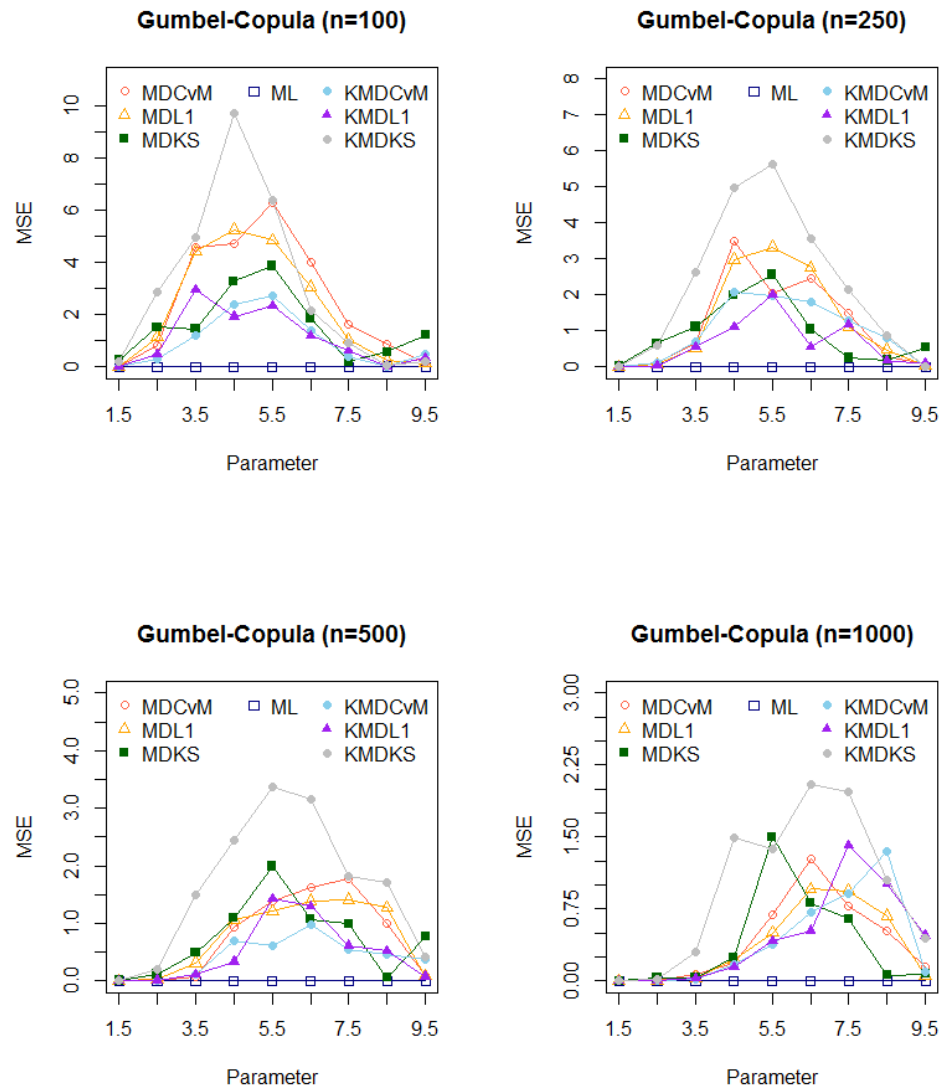 Gumbel-Copula (n=100)
MDCvM ML KMDCvM
MDL1 KMDL1
MDKS KMDKS
MSE
0 2 4 6 8 10
1.5 3.5 5.5 7.5 9.5
Parameter
Gumbel-Copula (n=250)
MDCvM ML KMDCvM
MDL1 KMDL1
MDKS KMDKS
MSE
0 1 2 3 4 5 6 7 8
1.5 3.5 5.5 7.5 9.5
Parameter
Gumbel-Copula (n=500)
MDCvM ML KMDCvM
MDL1 KMDL1
MDKS KMDKS
MSE
0.0 1.0 2.0 3.0 4.0 5.0
1.5 3.5 5.5 7.5 9.5
Parameter
Gumbel-Copula (n=1000)
MDCvM ML KMDCvM
MDL1 KMDL1
MDKS KMDKS
MSE
0.00 0.75 1.50 2.25 3.00
1.5 3.5 5.5 7.5 9.5
Parameter